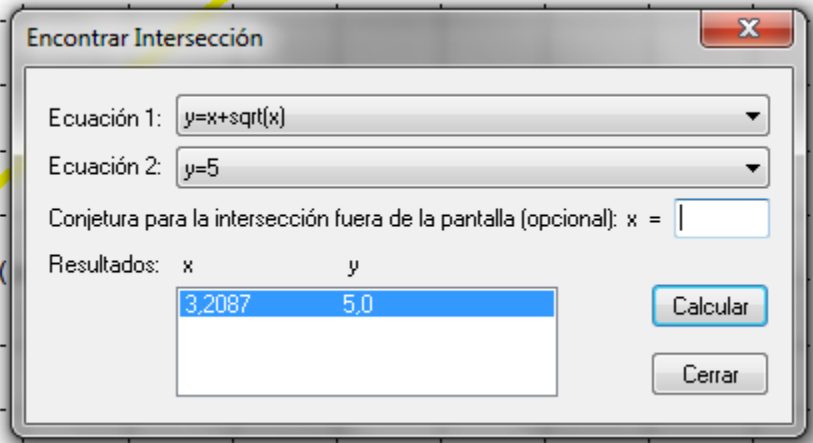 Encontrar Intersección
Ecuación 1: y=x+sqrt(x)
Ecuación 2: y=5
Conjetura para la intersección fuera de la pantalla (opcional): x =
Resultados: x y
3,2087 5,0
Calcular
Cerrar